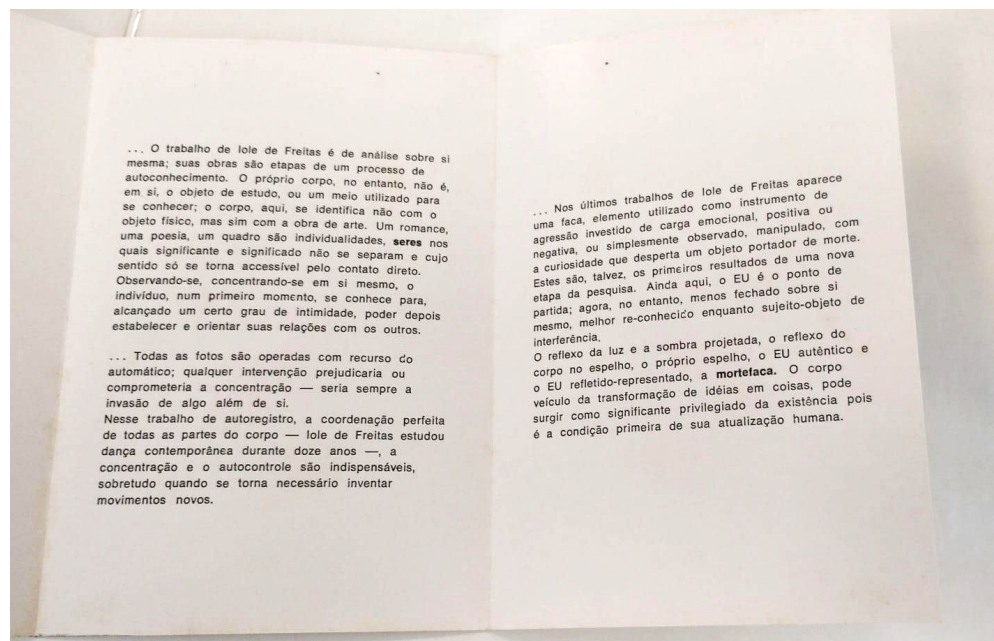 ... O trabalho de Iole de Freitas é de análise sobre si
mesma; suas obras são etapas de um processo de
autoconhecimento. O próprio corpo, no entanto, não é,
em si, o objeto de estudo, ou um meio utilizado para
se conhecer; o corpo, aqui, se identifica não com o
objeto físico, mas sim com a obra de arte. Um romance,
uma poesia, um quadro são individualidades, seres nos
quais significante e significado não se separam e cujo
sentido só se torna accessível pelo contato direto.
Observando-se, concentrando-se em si mesmo, o
indivíduo, num primeiro momento, se conhece para,
alcançado um certo grau de intimidade, poder depois
estabelecer e orientar suas relações com os outros.
... Todas as fotos são operadas com recurso do
automático; qualquer intervenção prejudicaria ou
comprometeria a concentração — seria sempre a
invasão de algo além de si.
Nesse trabalho de autoregistro, a coordenação perfeita
de todas as partes do corpo — Iole de Freitas estudou
dança contemporânea durante doze anos —, a
concentração e o autocontrole são indispensáveis,
sobretudo quando se torna necessário inventar
movimentos novos.
... Nos últimos trabalhos de Iole de Freitas aparece
uma faca, elemento utilizado como instrumento de
agressão investido de carga emocional, positiva ou
negativa, ou simplesmente observado, manipulado, com
a curiosidade que desperta um objeto portador de morte.
Estes são, talvez, os primeiros resultados de uma nova
etapa da pesquisa. Ainda aqui, o EU é o ponto de
partida; agora, no entanto, menos fechado sobre si
mesmo, melhor re-conhecido enquanto sujeito-objeto de
interferência.
O reflexo da luz e a sombra projetada, o reflexo do
corpo no espelho, o próprio espelho, o EU autêntico e
o EU refletido-representado, a mortefaca. O corpo
veículo da transformação de idéias em coisas, pode
surgir como significante privilegiado da existência pois
é a condição primeira de sua atualização humana.